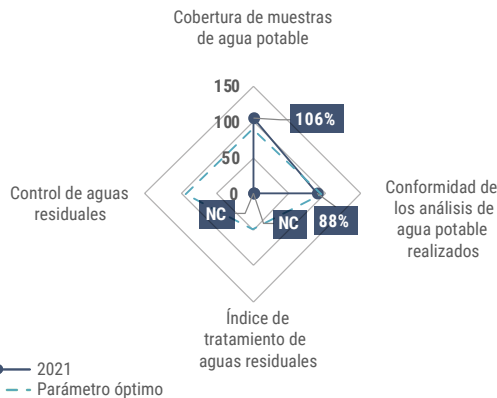 Cobertura de muestras
de agua potable
150
100
50
0
106%
88%
NC
NC
Control de aguas
residuales
Conformidad de
los análisis de
agua potable
realizados
Índice de
tratamiento de
aguas residuales
2021
Parámetro óptimo